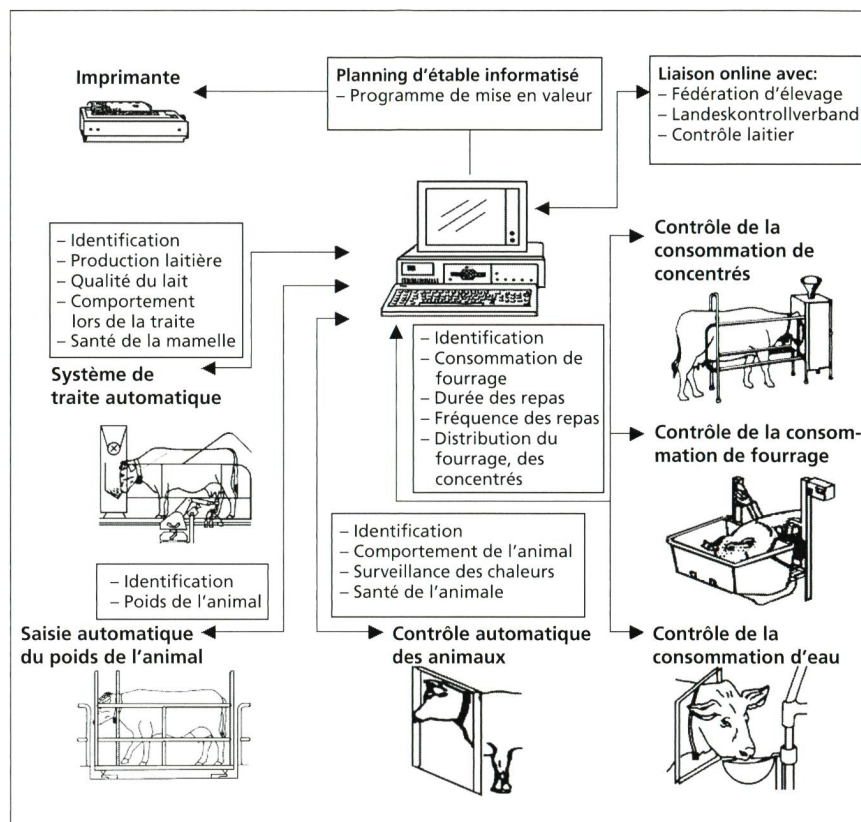 Imprimante
Planning d'étable informatisé
– Programme de mise en valeur
Liaison online avec:
– Fédération d'élevage
– Landeskontrollverband
– Contrôle laitier
– Identification
– Production laitière
– Qualité du lait
– Comportement
lors de la traite
– Santé de la mamelle
Système de
traite automatique
Contrôle de la
consommation de
concentrés
– Identification
– Consommation de
fourrage
– Durée des repas
– Fréquence des repas
– Distribution du
fourrage, des
concentrés
Contrôle de la consom-
mation de fourrage
– Identification
– Comportement de l'animal
– Surveillance des chaleurs
– Santé de l'animale
– Identification
– Poids de l'animal
Saisie automatique
du poids de l'animal
Contrôle automatique
des animaux
Contrôle de la
consommation d'eau